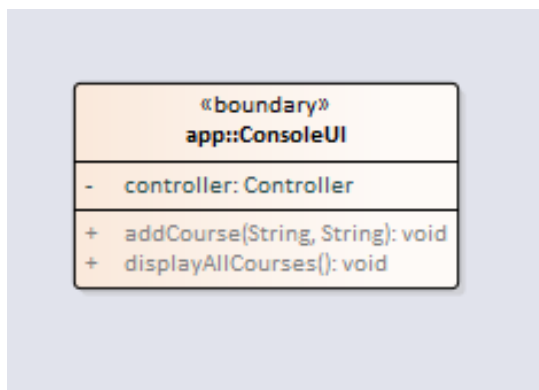 «boundary»
app::ConsoleUI
- controller: Controller
+ addCourse(String, String): void
+ displayAllCourses(): void